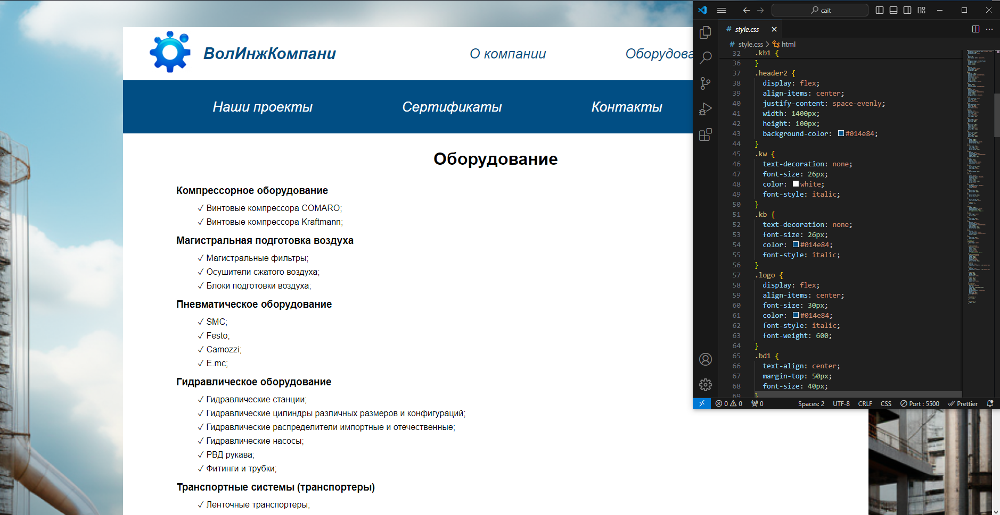 ВолИнжКомпани
О компании
Оборудова
Наши проекты
Сертификаты
Контакты
Оборудование
Компрессорное оборудование
✓ Винтовые компрессора COMARO;
✓ Винтовые компрессора Kraftmann;
Магистральная подготовка воздуха
✓ Магистральные фильтры;
✓ Осушители сжатого воздуха;
✓ Блоки подготовки воздуха;
Пневматическое оборудование
✓ SMC;
✓ Festo;
✓ Camozzi;
✓ E.mc;
Гидравлическое оборудование
✓ Гидравлические станции;
✓ Гидравлические цилиндры различных размеров и конфигураций;
✓ Гидравлические распределители импортные и отечественные;
✓ Гидравлические насосы;
✓ РВД рукава;
✓ Фитинги и трубки;
Транспортные системы (транспортеры)
✓ Ленточные транспортеры;
cait
# style.css
# style.css > html
32 .kb1 {
36 }
37 .header2 {
38 display: flex;
39 align-items: center;
40 justify-content: space-evenly;
41 width: 1400px;
42 height: 100px;
43 background-color: #014e84;
44 }
45 .kw {
46 text-decoration: none;
47 font-size: 26px;
48 color: white;
49 font-style: italic;
50 }
51 .kb {
52 text-decoration: none;
53 font-size: 26px;
54 color: #014e84;
55 font-style: italic;
56 }
57 .logo {
58 display: flex;
59 align-items: center;
60 font-size: 30px;
61 color: #014e84;
62 font-style: italic;
63 font-weight: 600;
64 }
65 .bd1 {
66 text-align: center;
67 margin-top: 50px;
68 font-size: 40px;
69 }
0 0 0 Spaces: 2 UTF-8 CRLF CSS Port : 5500 Prettier